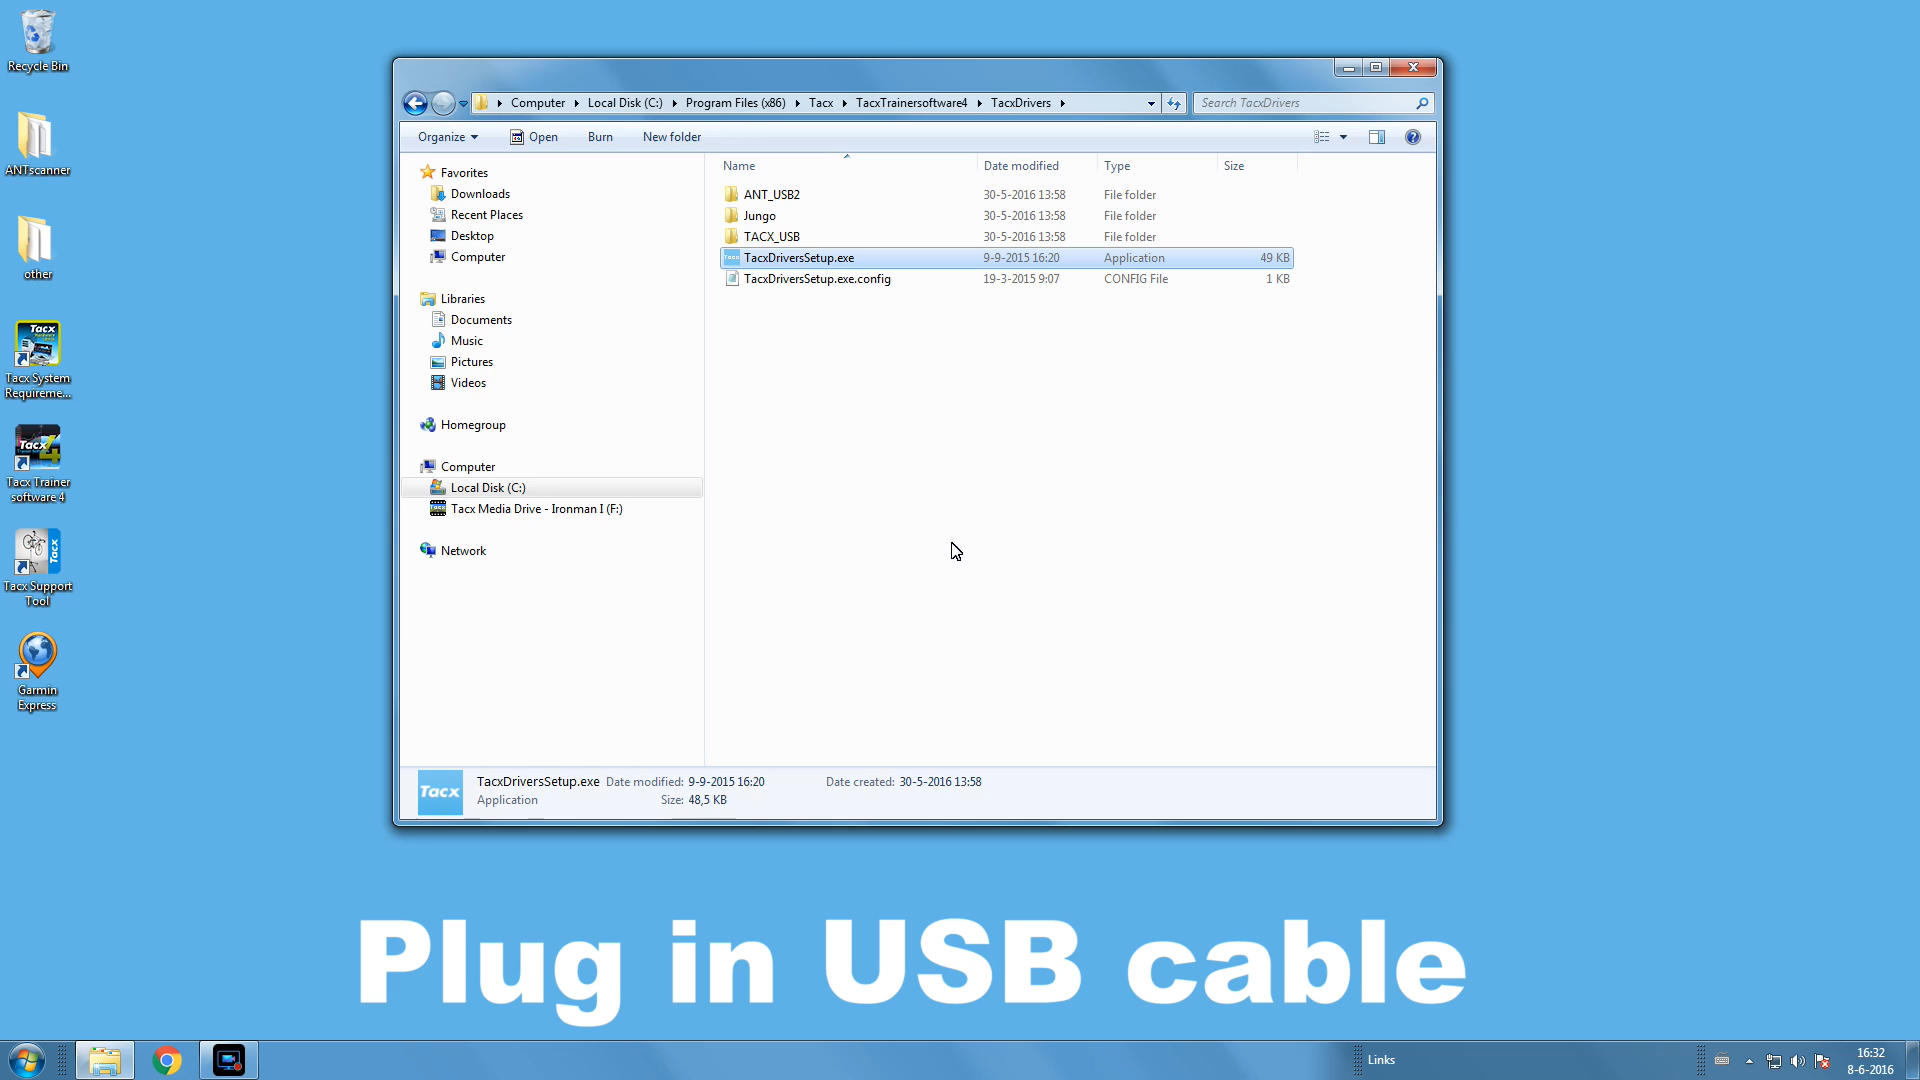 Recycle Bin
ANTscanner
other
Tacx
Tacx System
Requireme...
Tacx
4
Tacx Trainer
software 4
Tacx
Tacx Support
Tool
Garmin
Express
Computer
Local Disk (C:)
Program Files (x86)
Tacx
TacxTrainersoftware4
TacxDrivers
Search TacxDrivers
Organize
Open
Burn
New folder
Favorites
Downloads
Recent Places
Desktop
Computer
Libraries
Documents
Music
Pictures
Videos
Homegroup
Computer
Local Disk (C:)
Tacx Media Drive - Ironman I (F:)
Network
Name Date modified Type Size
ANT_USB2 30-5-2016 13:58 File folder
Jungo 30-5-2016 13:58 File folder
TACX_USB 30-5-2016 13:58 File folder
TacxDriversSetup.exe 9-9-2015 16:20 Application 49 KB
TacxDriversSetup.exe.config 19-3-2015 9:07 CONFIG File 1 KB
Tacx
TacxDriversSetup.exe Date modified: 9-9-2015 16:20 Date created: 30-5-2016 13:58
Application Size: 48,5 KB
Plug in USB cable
Links
16:32
8-6-2016